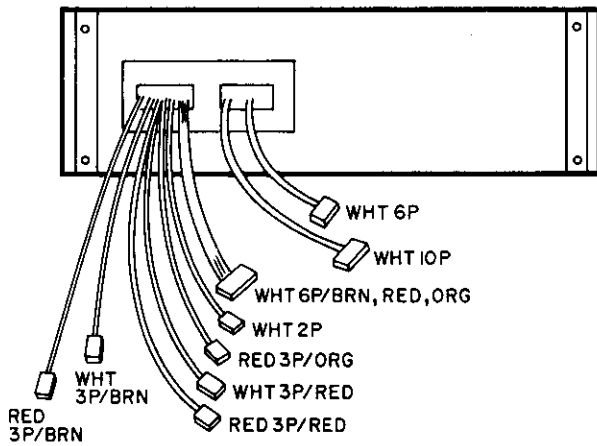 WHT 6P
WHT 10P
WHT 6P/BRN, RED, ORG
WHT 2P
RED 3P/ORG
WHT
3P/BRN
WHT 3P/RED
RED
3P/BRN
RED 3P/RED